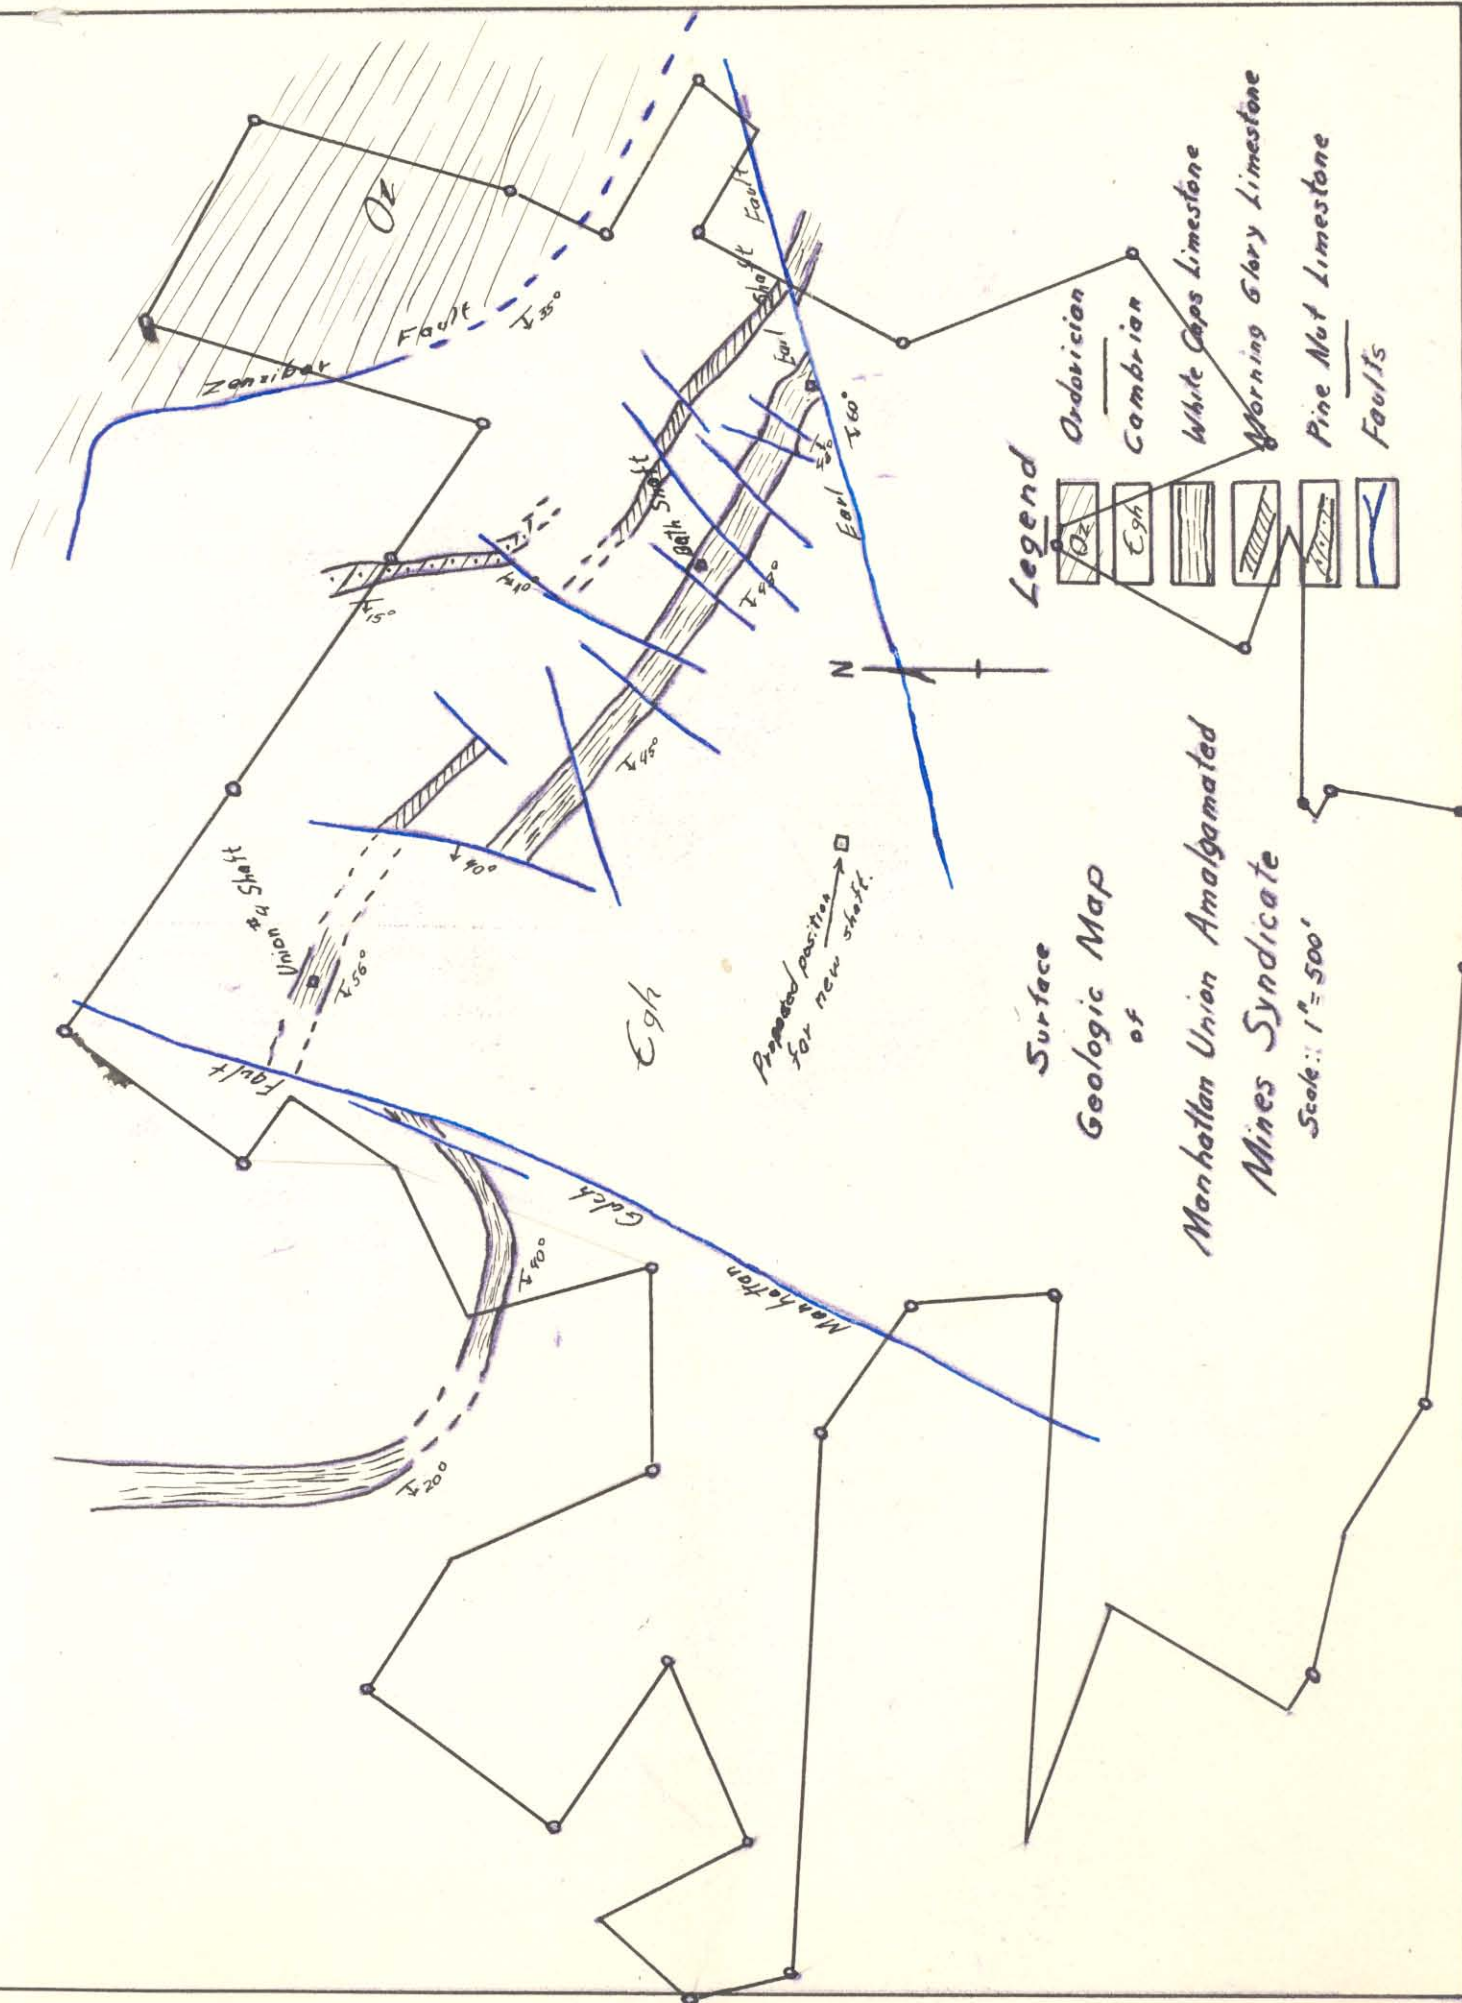 Oz
Zanzibar Fault
35°
Fault
Shaft
Earl
Earl
60°
Shaft
Bath
45°
15°
40°
45°
40°
Union #4 Shaft
56°
Fault
Gulch
Manhattan
40°
20°
Єgh
Proposed position
for new shaft.
N
Legend
Oz Ordovician
Єgh Cambrian
White Caps Limestone
Morning Glory Limestone
Pine Nut Limestone
Faults
Surface
Geologic Map
of
Manhattan Union Amalgamated
Mines Syndicate
Scale: 1"=500'